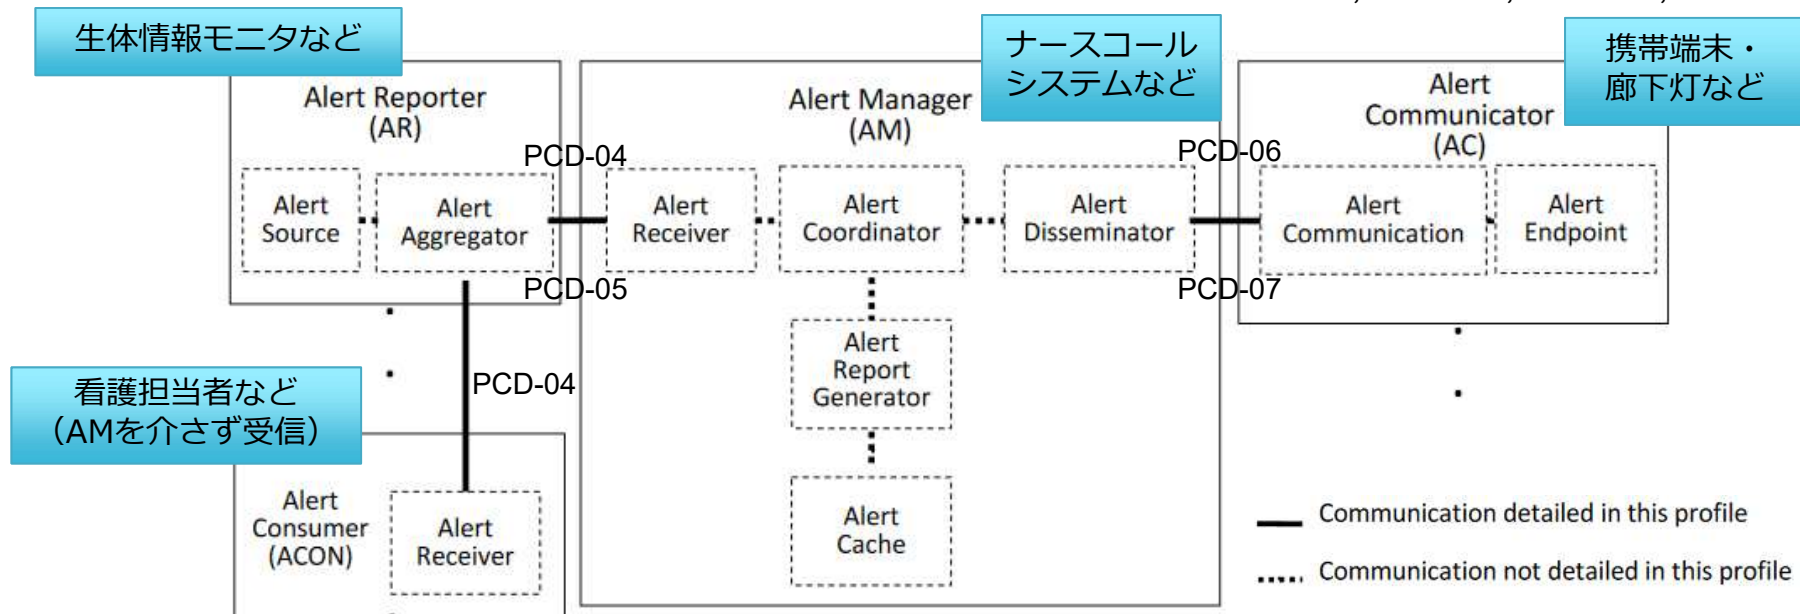 生体情報モニタなど
ナースコール
システムなど
携帯端末・
廊下灯など
Alert Reporter
(AR)
Alert Manager
(AM)
Alert
Communicator
(AC)
PCD-04
PCD-06
Alert
Source
Alert
Aggregator
Alert
Receiver
Alert
Coordinator
Alert
Disseminator
Alert
Communication
Alert
Endpoint
PCD-05
PCD-07
Alert
Report
Generator
看護担当者など
（AMを介さず受信）
PCD-04
Alert
Cache
Alert
Consumer
(ACON)
Alert
Receiver
Communication detailed in this profile
Communication not detailed in this profile